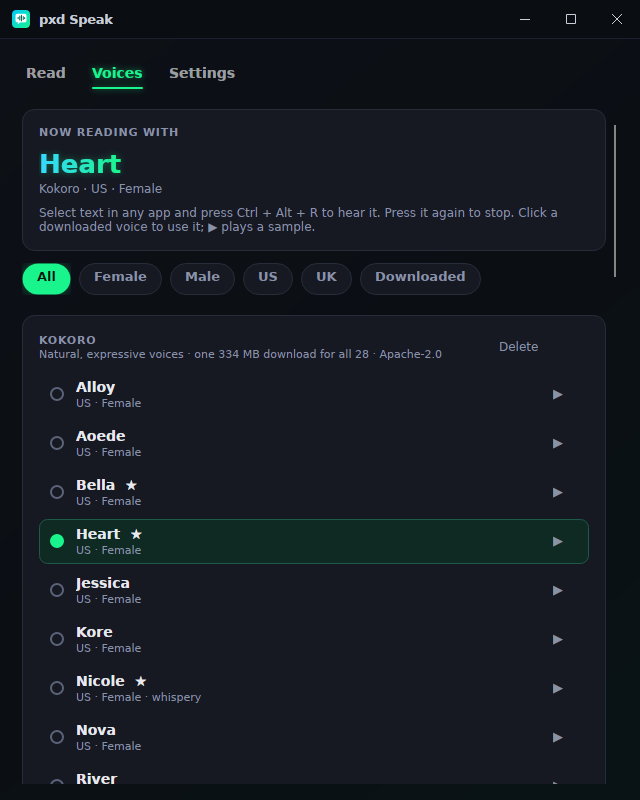 pxd Speak
Read Voices Settings
NOW READING WITH
Heart
Kokoro · US · Female
Select text in any app and press Ctrl + Alt + R to hear it. Press it again to stop. Click a
downloaded voice to use it; ▶ plays a sample.
All Female Male US UK Downloaded
KOKORO
Natural, expressive voices · one 334 MB download for all 28 · Apache-2.0
Delete
Alloy
US · Female
Aoede
US · Female
Bella ★
US · Female
Heart ★
US · Female
Jessica
US · Female
Kore
US · Female
Nicole ★
US · Female · whispery
Nova
US · Female
River